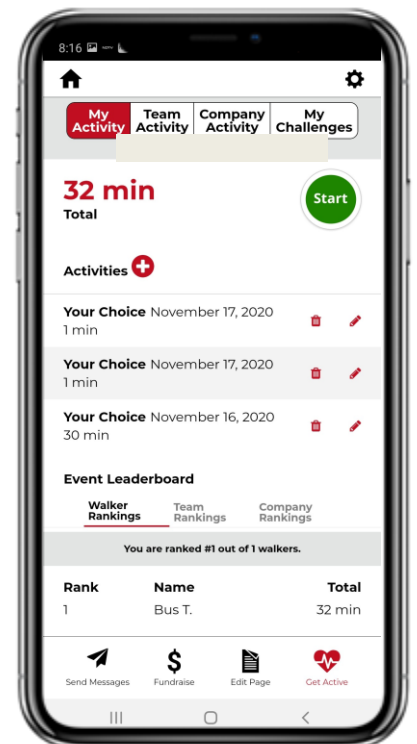 8:16
My Activity Team Activity Company Activity My Challenges
32 min
Total
Start
Activities
Your Choice November 17, 2020
1 min
Your Choice November 17, 2020
1 min
Your Choice November 16, 2020
30 min
Event Leaderboard
Walker Rankings Team Rankings Company Rankings
You are ranked #1 out of 1 walkers.
Rank Name Total
1 Bus T. 32 min
Send Messages Fundraise Edit Page Get Active